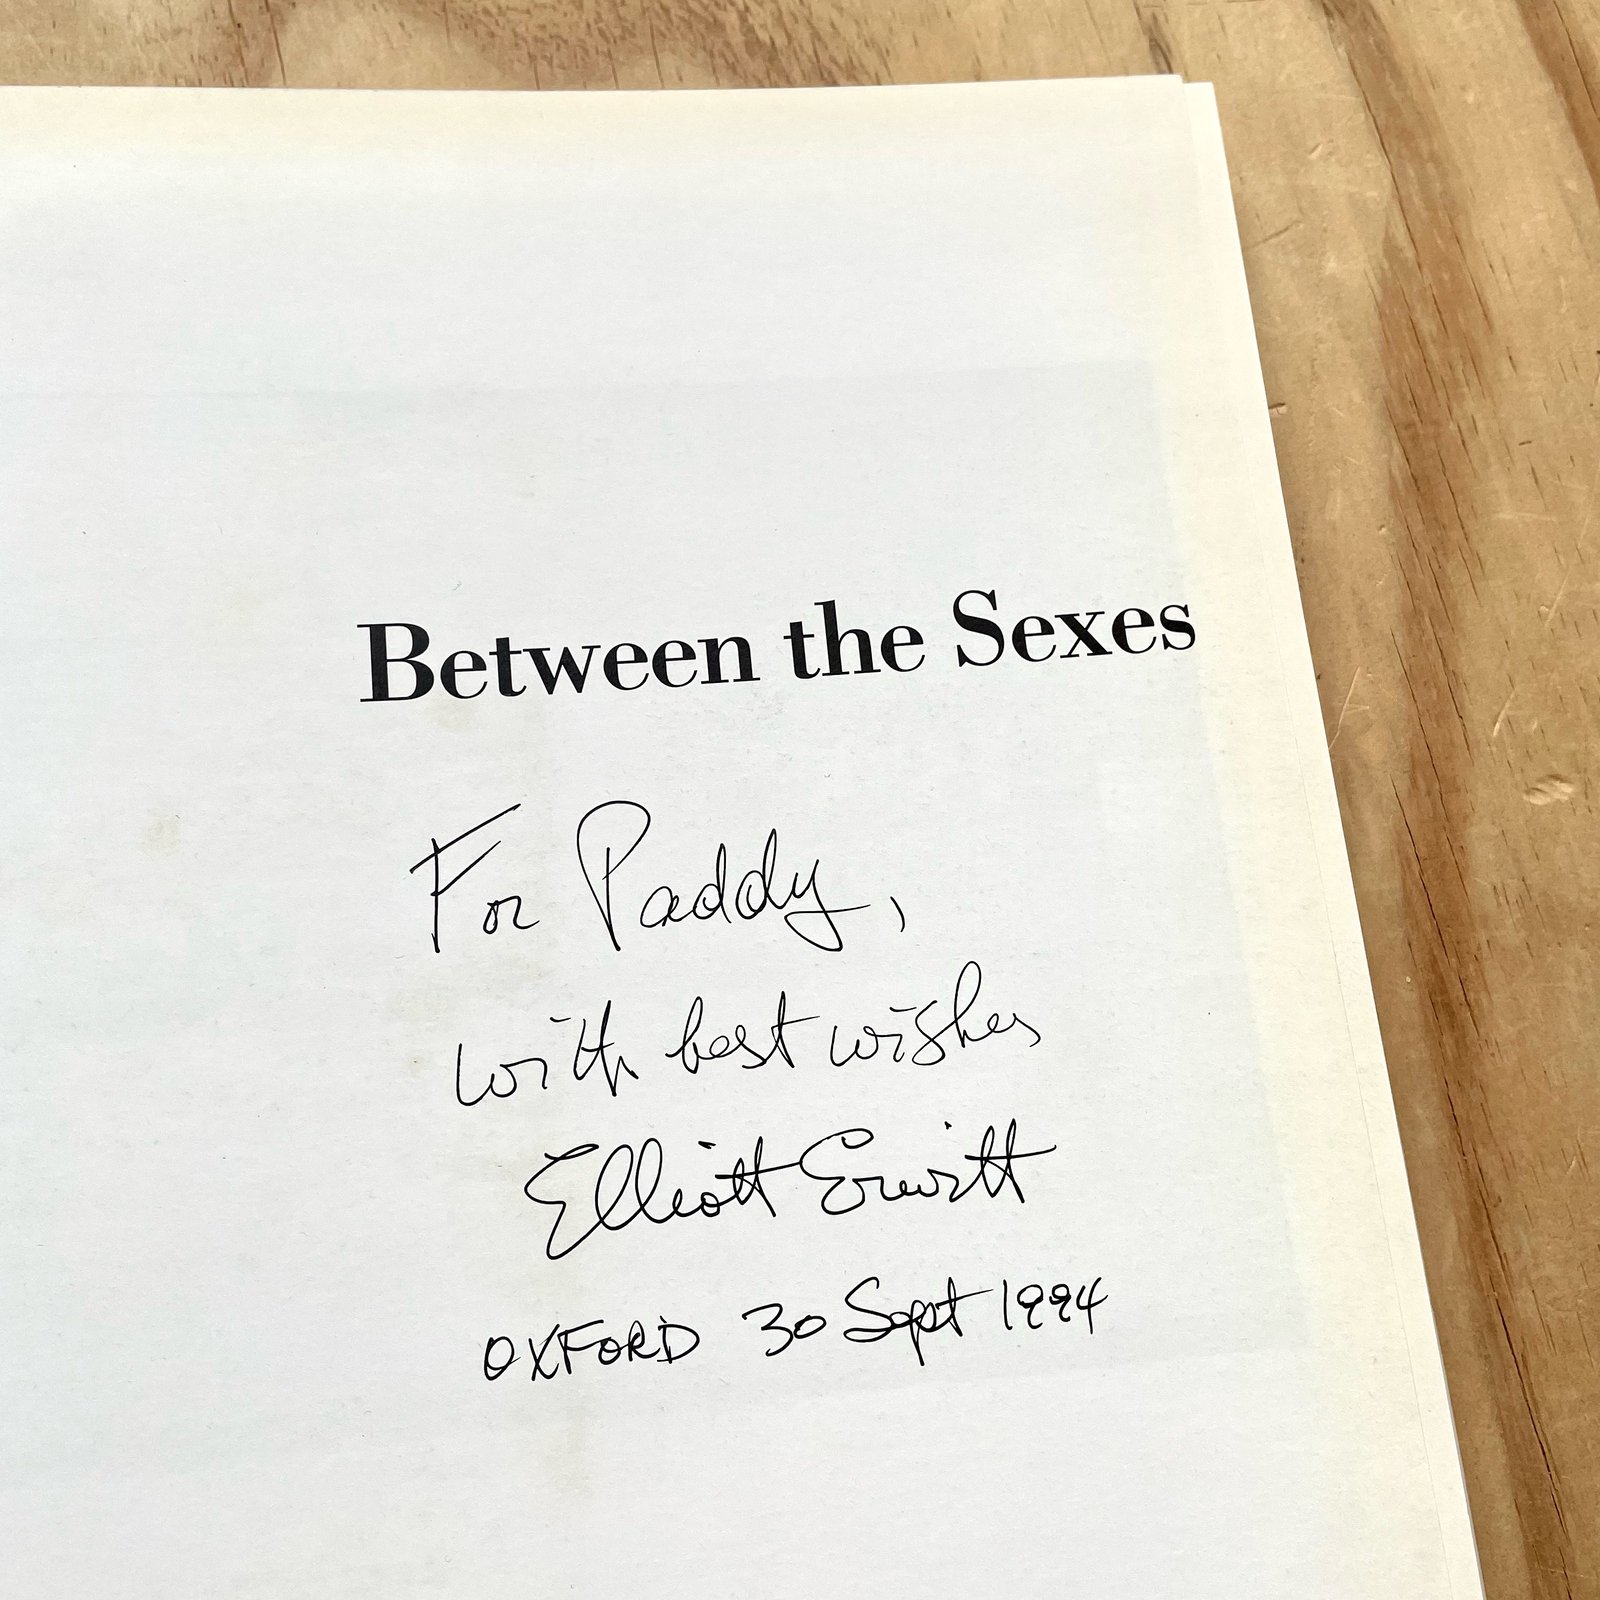 Between the Sexes
For Paddy,
with best wishes
Elliott Erwitt
OXFORD 30 Sept 1994